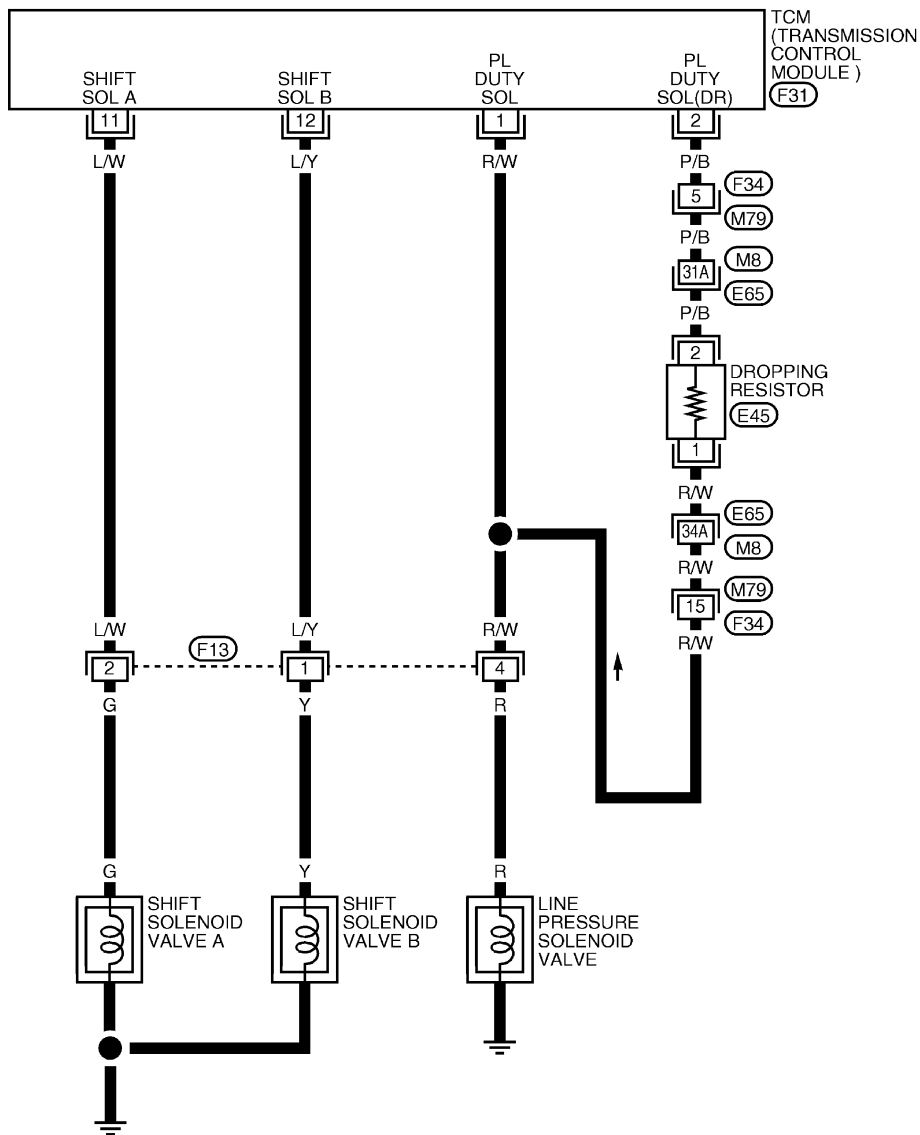 TCM
(TRANSMISSION
CONTROL
MODULE )
F31
SHIFT
SOL A
SHIFT
SOL B
PL
DUTY
SOL
PL
DUTY
SOL(DR)
11
12
1
2
L/W
L/Y
R/W
P/B
5
F34
M79
P/B
31A
M8
E65
P/B
2
DROPPING
RESISTOR
E45
1
R/W
34A
E65
M8
R/W
15
M79
F34
R/W
L/W
L/Y
R/W
F13
2
1
4
G
Y
R
G
Y
R
SHIFT
SOLENOID
VALVE A
SHIFT
SOLENOID
VALVE B
LINE
PRESSURE
SOLENOID
VALVE